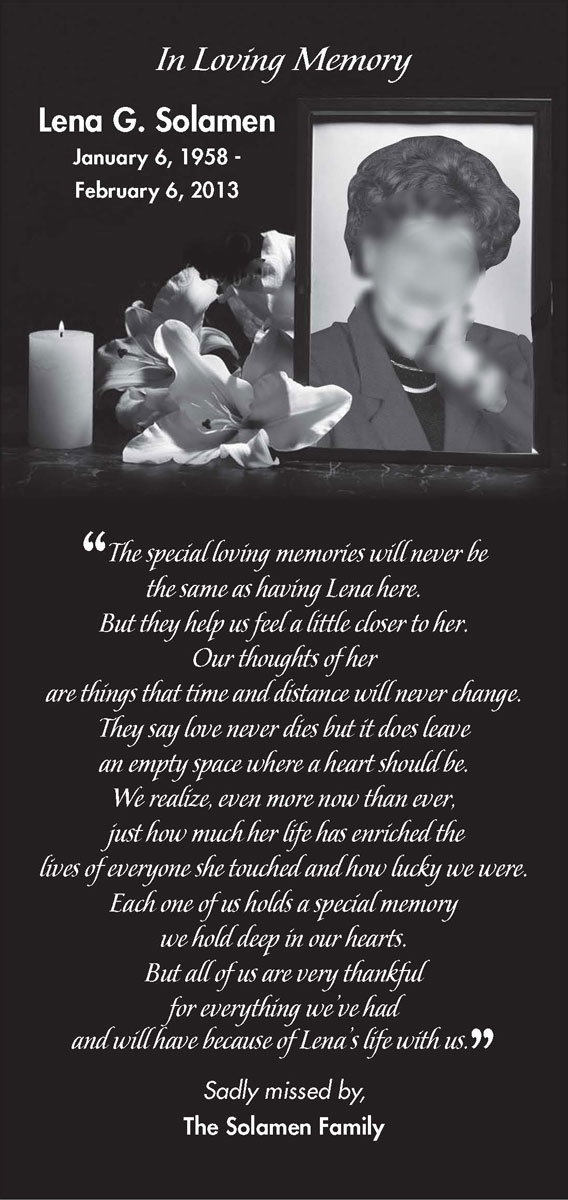 In Loving Memory
Lena G. Solamen
January 6, 1958 -
February 6, 2013
“The special loving memories will never be
the same as having Lena here.
But they help us feel a little closer to her.
Our thoughts of her
are things that time and distance will never change.
They say love never dies but it does leave
an empty space where a heart should be.
We realize, even more now than ever,
just how much her life has enriched the
lives of everyone she touched and how lucky we were.
Each one of us holds a special memory
we hold deep in our hearts.
But all of us are very thankful
for everything we’ve had
and will have because of Lena’s life with us.”
Sadly missed by,
The Solamen Family